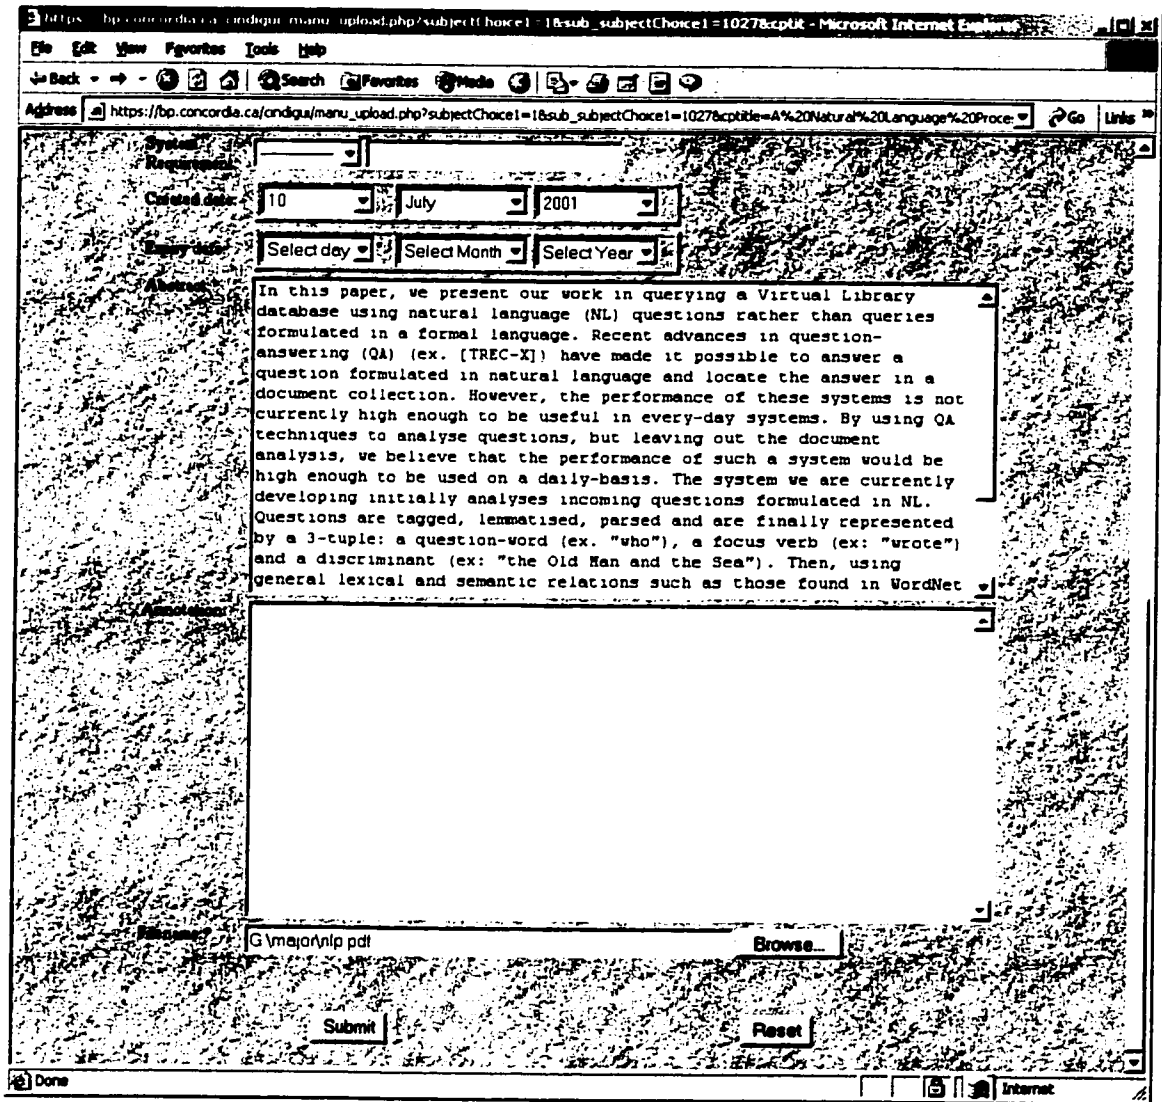 https bp concordia ca cindigui manu_upload.php?subjectChoice1=1&sub_subjectChoice1=1027&cptit - Microsoft Internet Explorer
File Edit View Favorites Tools Help
Back Search Favorites Media
Address https://bp.concordia.ca/cindigui/manu_upload.php?subjectChoice1=1&sub_subjectChoice1=1027&cptitle=A%20Natural%20Language%20Proce: Go Links »
System
Requirement:
Created date: 10 July 2001
Expiry date: Select day Select Month Select Year
Abstract
In this paper, we present our work in querying a Virtual Library
database using natural language (NL) questions rather than queries
formulated in a formal language. Recent advances in question-
answering (QA) (ex. [TREC-X]) have made it possible to answer a
question formulated in natural language and locate the answer in a
document collection. However, the performance of these systems is not
currently high enough to be useful in every-day systems. By using QA
techniques to analyse questions, but leaving out the document
analysis, we believe that the performance of such a system would be
high enough to be used on a daily-basis. The system we are currently
developing initially analyses incoming questions formulated in NL.
Questions are tagged, lemmatised, parsed and are finally represented
by a 3-tuple: a question-word (ex. "who"), a focus verb (ex: "wrote")
and a discriminant (ex: "the Old Man and the Sea"). Then, using
general lexical and semantic relations such as those found in WordNet
Annotation:
Filename:* G:\major\nlp.pdf Browse...
Submit Reset
Done Internet